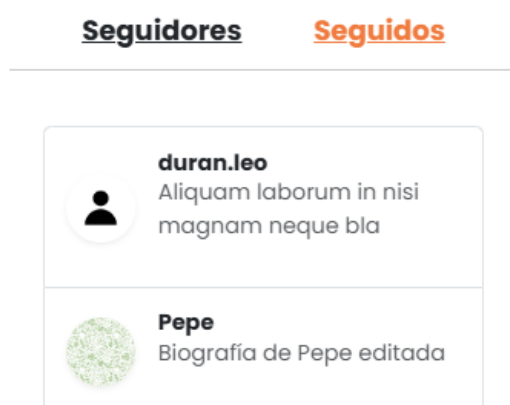 Seguidores Seguidos
duran.leo
Aliquam laborum in nisi
magnam neque bla
Pepe
Biografía de Pepe editada